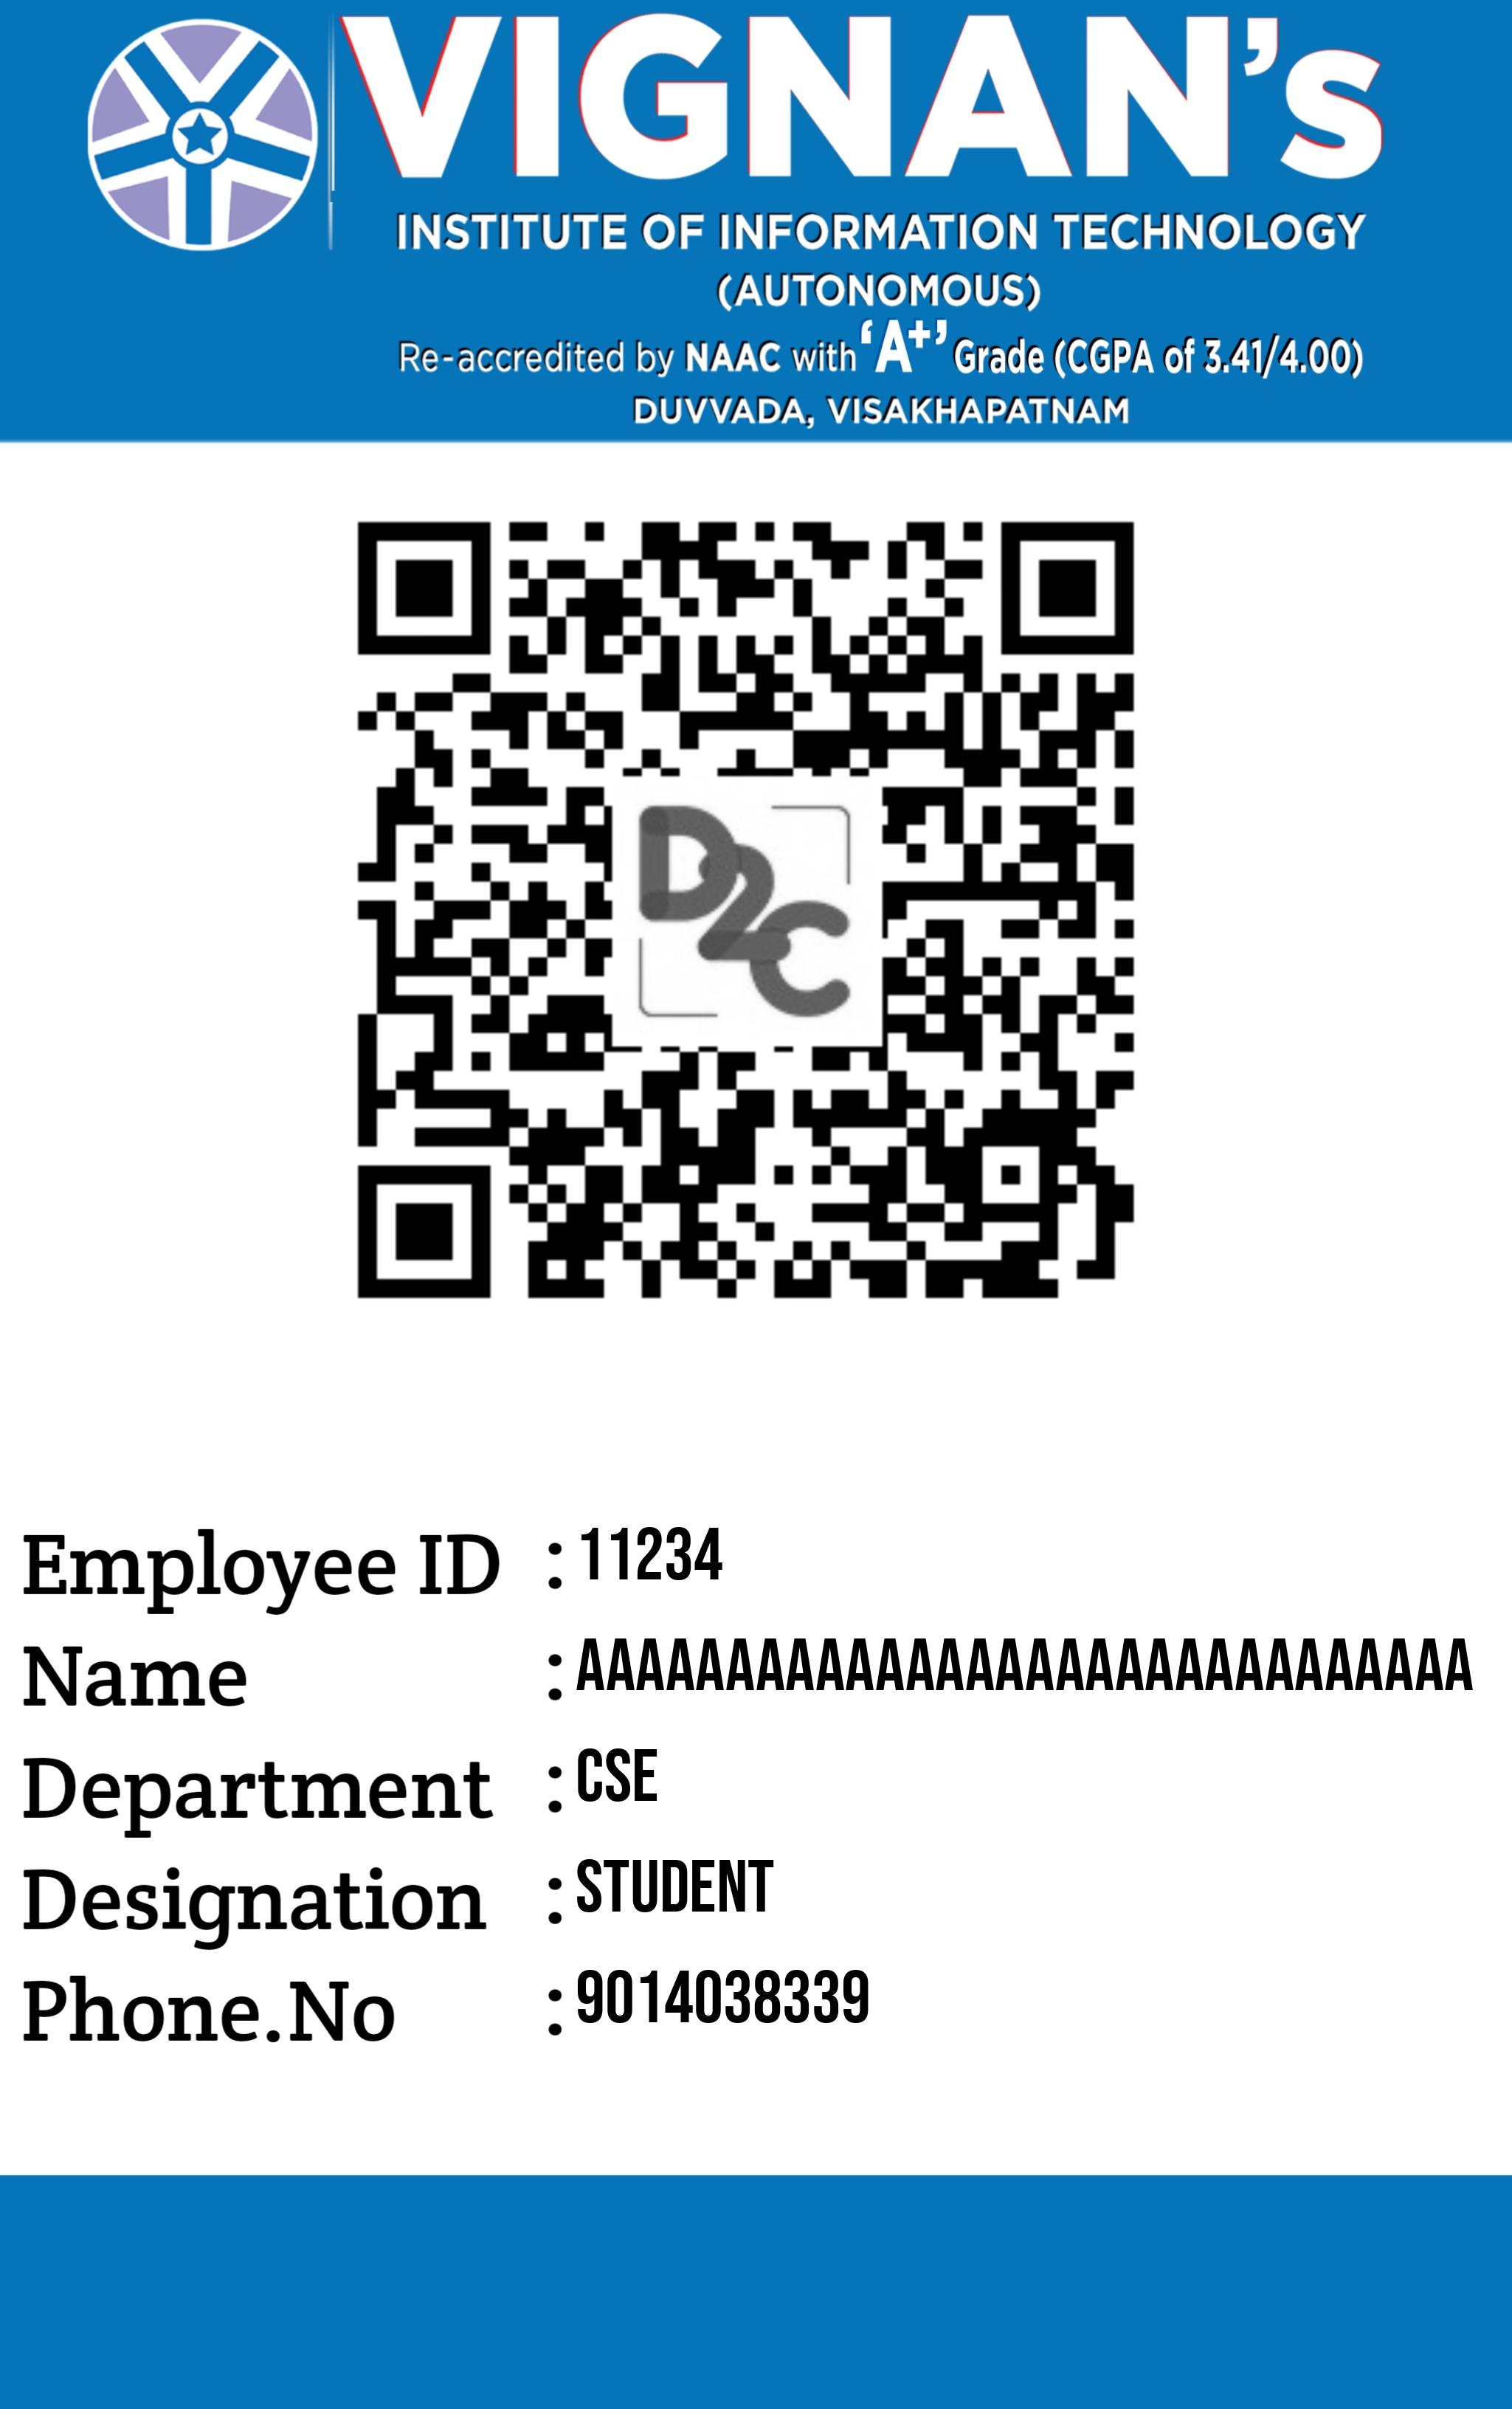 VIGNAN's
INSTITUTE OF INFORMATION TECHNOLOGY
(AUTONOMOUS)
Re-accredited by NAAC with ‘A+’ Grade (CGPA of 3.41/4.00)
DUVVADA, VISAKHAPATNAM
D2C
Employee ID : 11234
Name : AAAAAAAAAAAAAAAAAAAAAAAAAAAAAA
Department : CSE
Designation : STUDENT
Phone.No : 9014038339